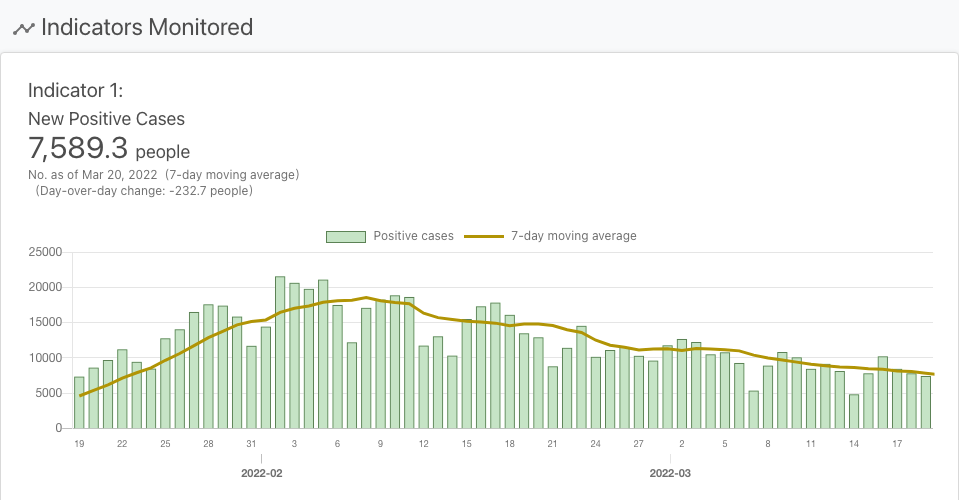 Indicators Monitored
Indicator 1:
New Positive Cases
7,589.3 people
No. as of Mar 20, 2022 (7-day moving average)
(Day-over-day change: -232.7 people)
Positive cases 7-day moving average
25000
20000
15000
10000
5000
0
19 22 25 28 31 3 6 9 12 15 18 21 24 27 2 5 8 11 14 17
2022-02 2022-03